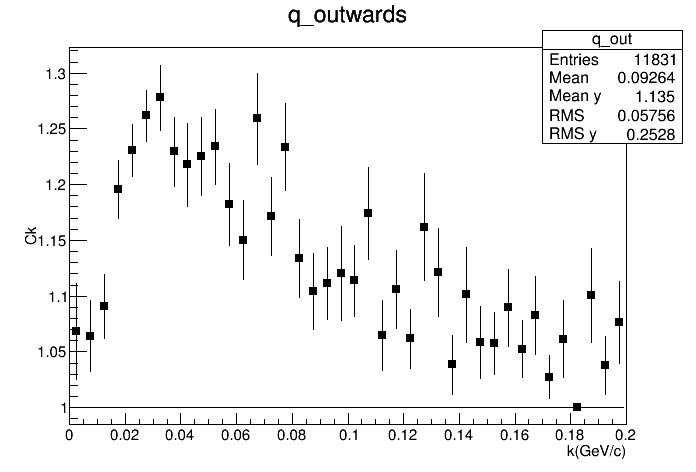 q_outwards
q_out
Entries 11831
Mean 0.09264
Mean y 1.135
RMS 0.05756
RMS y 0.2528
Ck
1.3
1.25
1.2
1.15
1.1
1.05
1
0 0.02 0.04 0.06 0.08 0.1 0.12 0.14 0.16 0.18 0.2
k(GeV/c)